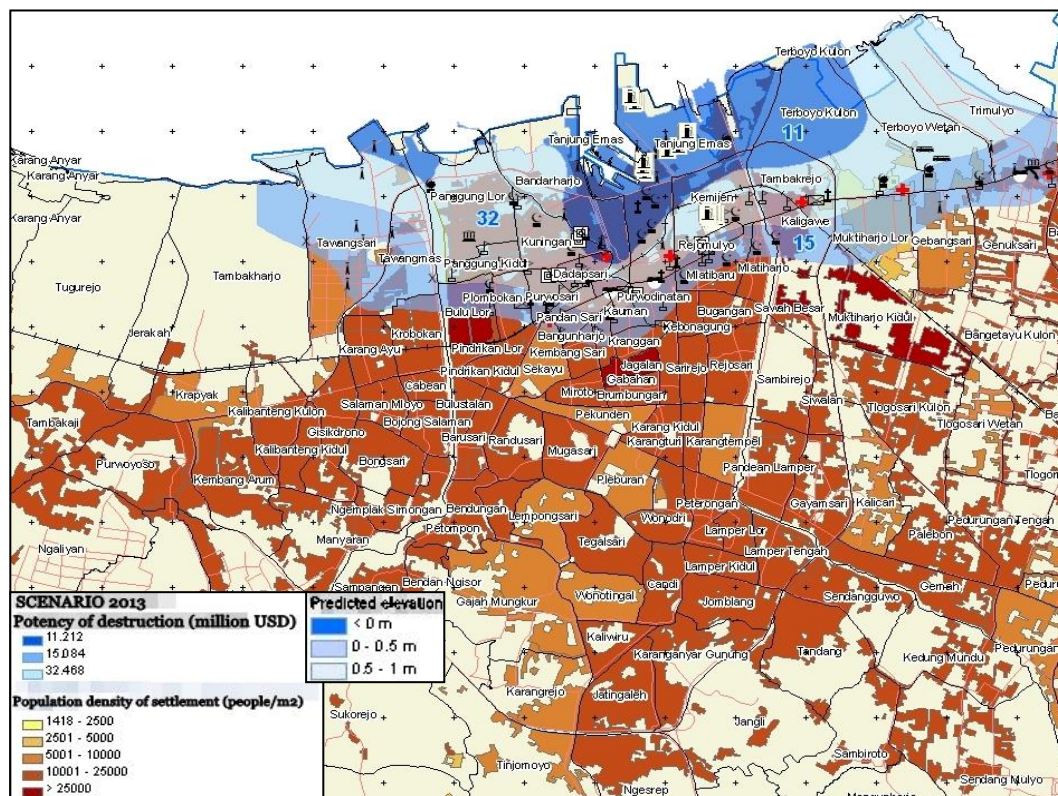 Terboyo Kulon
Terboyo Kulon
Trimulyo
11
Tanjung Emas
Tanjung Emas
Terboyo Wetan
Karang Anyar
Karang Anyar
Bandarharjo
Tambakrejo
Panggung Lor
Kemijen
Karang Anyar
32
Kaligawe
Tawangsari
Kuningan
Rejomulyo
15
Muktiharjo Lor
Gebangsari
Genuksari
Tawangmas
Panggung Kidul
Dadapsari
Mlatiharjo
Tambakharjo
Mlatibaru
Tugurejo
Plombokan
Purwosari
Purwodinatan
Bulu Lor
Pandan Sari
Kauman
Bugangan
Sawah Besar
Muktiharjo Kidul
Jerakah
Krobokan
Bangunharjo
Kebonagung
Bangetayu Kulon
Karang Ayu
Pindrikan Lor
Kembang Sari
Kranggan
Pindrikan Kidul
Sekayu
Jagalan
Sarirejo
Rejosari
Gabahan
Sambirejo
Cabean
Miroto
Brumbungan
Siwalan
Krapyak
Kalibanteng Kulon
Salaman Mloyo
Bulustalan
Tlogosari Kulon
Pekunden
Tambakaji
Bojong Salaman
Karang Kidul
Tlogosari Wetan
Gisikdrono
Barusari
Randusari
Karangturi
Karangtempel
Kalibanteng Kidul
Mugasari
Purwoyoso
Bongsari
Pandean Lamper
Kembang Arum
Pleburan
Kalicari
Peterongan
Gayamsari
Ngemplak Simongan
Bendungan
Lempongsari
Wonodri
Pedurungan Tengah
Petompon
Lamper Lor
Palebon
Manyaran
Tegalsari
Ngaliyan
Lamper Tengah
Lamper Kidul
Sampangan
Bendan Ngisor
Candi
Gemah
Gajah Mungkur
Wonotingal
Jomblang
Sendangguwo
Kaliwiru
Karanganyar Gunung
Tandang
Kedung Mundu
Pedurungan
Karangrejo
Jatingaleh
Sukorejo
Jangli
Sambiroto
Tinjomoyo
Ngesrep
Sendang Mulyo
SCENARIO 2013
Potency of destruction (million USD)
11.212
15.084
32.468
Predicted elevation
< 0 m
0 - 0.5 m
0.5 - 1 m
Population density of settlement (people/m2)
1418 - 2500
2501 - 5000
5001 - 10000
10001 - 25000
> 25000